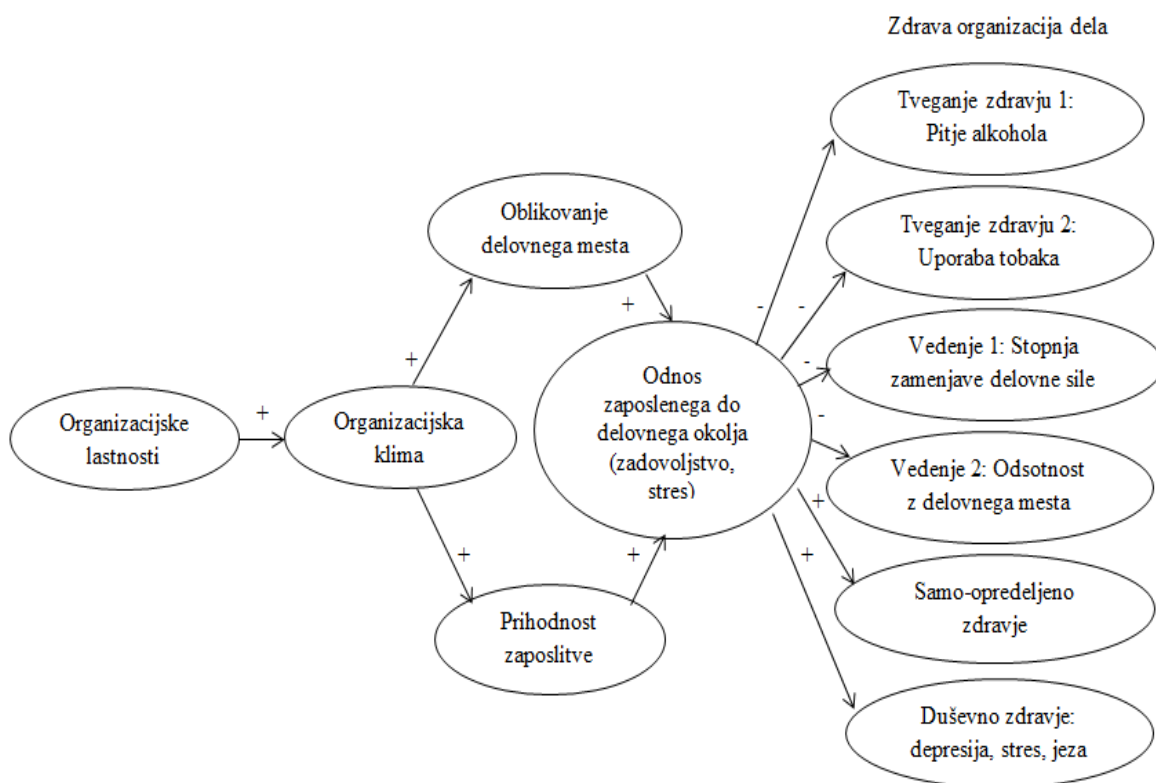 Zdrava organizacija dela
Tveganje zdravju 1:
Pitje alkohola
Oblikovanje
delovnega mesta
Tveganje zdravju 2:
Uporaba tobaka
+
-
-
Vedenje 1: Stopnja
zamenjave delovne sile
+
-
Odnos
zaposlenega do
delovnega okolja
(zadovoljstvo,
stres)
Organizacijske
lastnosti
+
Organizacijska
klima
-
Vedenje 2: Odsotnost
z delovnega mesta
+
+
+
+
Samo-opredeljeno
zdravje
Prihodnost
zaposlitve
Duševno zdravje:
depresija, stres, jeza